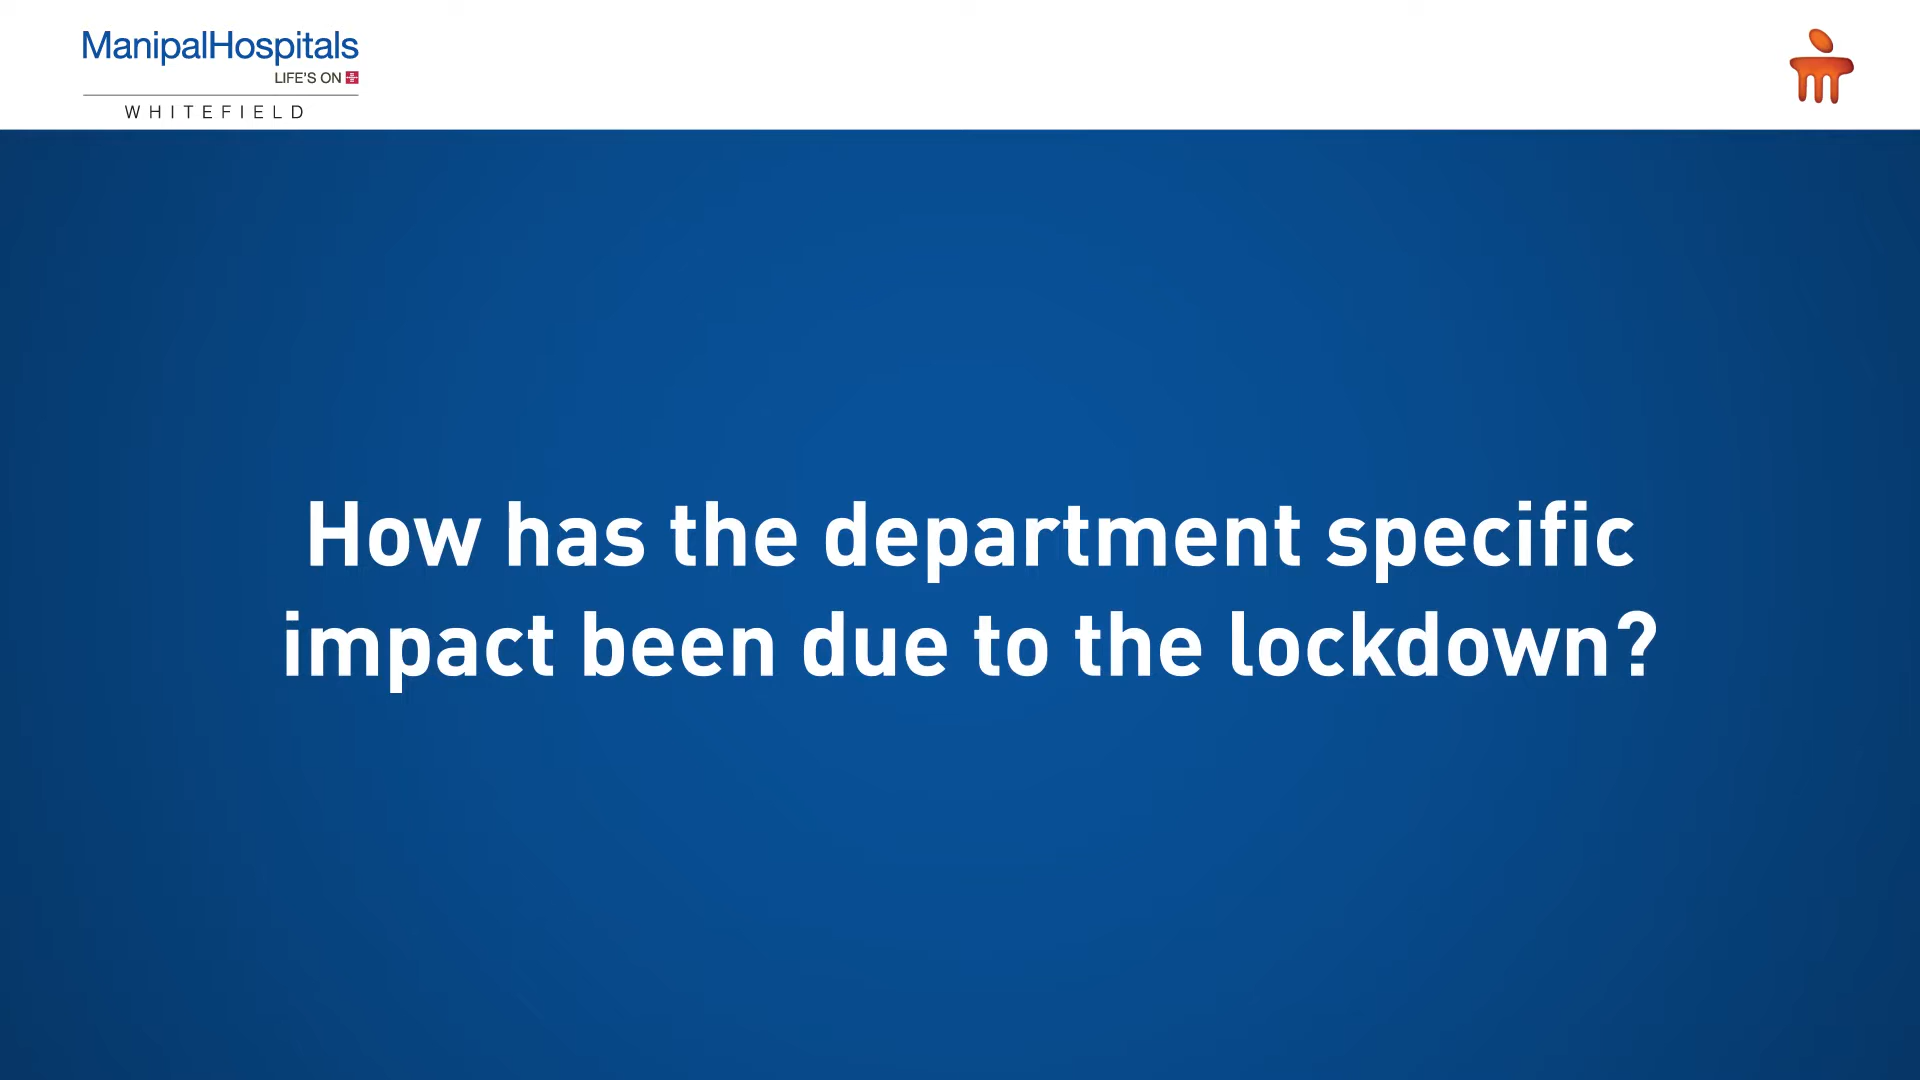 ManipalHospitals
LIFE'S ON
WHITEFIELD
How has the department specific
impact been due to the lockdown?